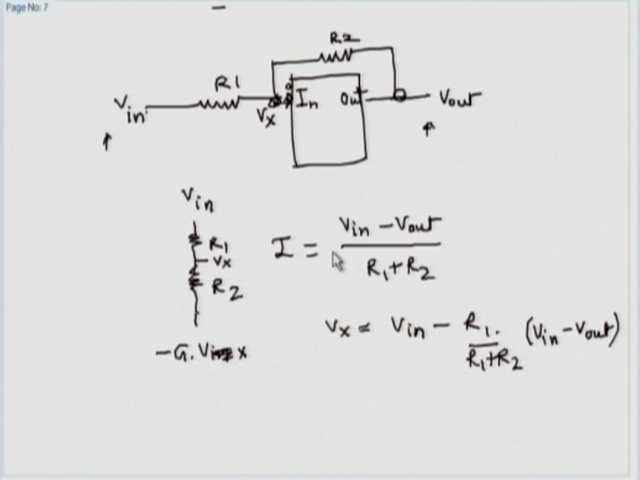 Page No: 7
R2
R1
In Out
Vin Vx Vout
Vin
R1
Vx
R2
I = Vin - Vout / R1 + R2
Vx = Vin - R1. / R1+R2 (Vin - Vout)
-G. Vx